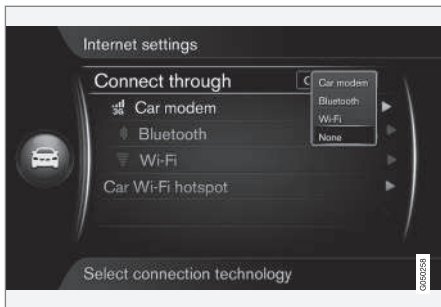 Internet settings
Connect through
Car modem
Bluetooth
Wi-Fi
None
3G Car modem
Bluetooth
Wi-Fi
Car Wi-Fi hotspot
Select connection technology
G050258